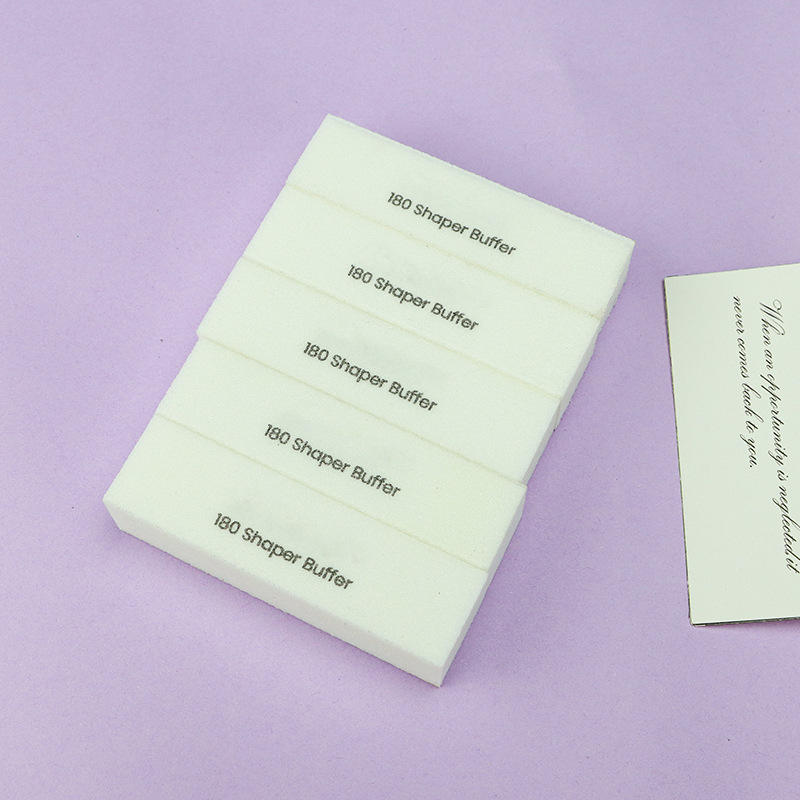 180 Shaper Buffer
180 Shaper Buffer
180 Shaper Buffer
180 Shaper Buffer
180 Shaper Buffer
When an opportunity is neglected it
never comes back to you.